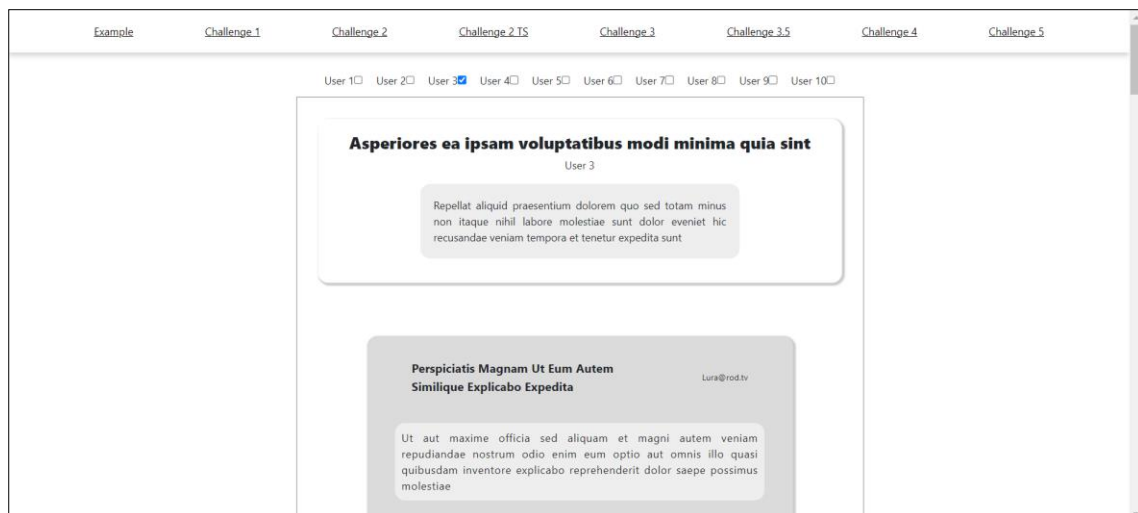 Example Challenge 1 Challenge 2 Challenge 2 TS Challenge 3 Challenge 3.5 Challenge 4 Challenge 5
User 1 User 2 User 3 User 4 User 5 User 6 User 7 User 8 User 9 User 10
Asperiores ea ipsam voluptatibus modi minima quia sint
User 3
Repellat aliquid praesentium dolorem quo sed totam minus
non itaque nihil labore molestiae sunt dolor eveniet hic
recusandae veniam tempora et tenetur expedita sunt
Perspiciatis Magnam Ut Eum Autem
Similique Explicabo Expedita
Lura@rod.tv
Ut aut maxime officia sed aliquam et magni autem veniam
repudiandae nostrum odio enim eum optio aut omnis illo quasi
quibusdam inventore explicabo reprehenderit dolor saepe possimus
molestiae